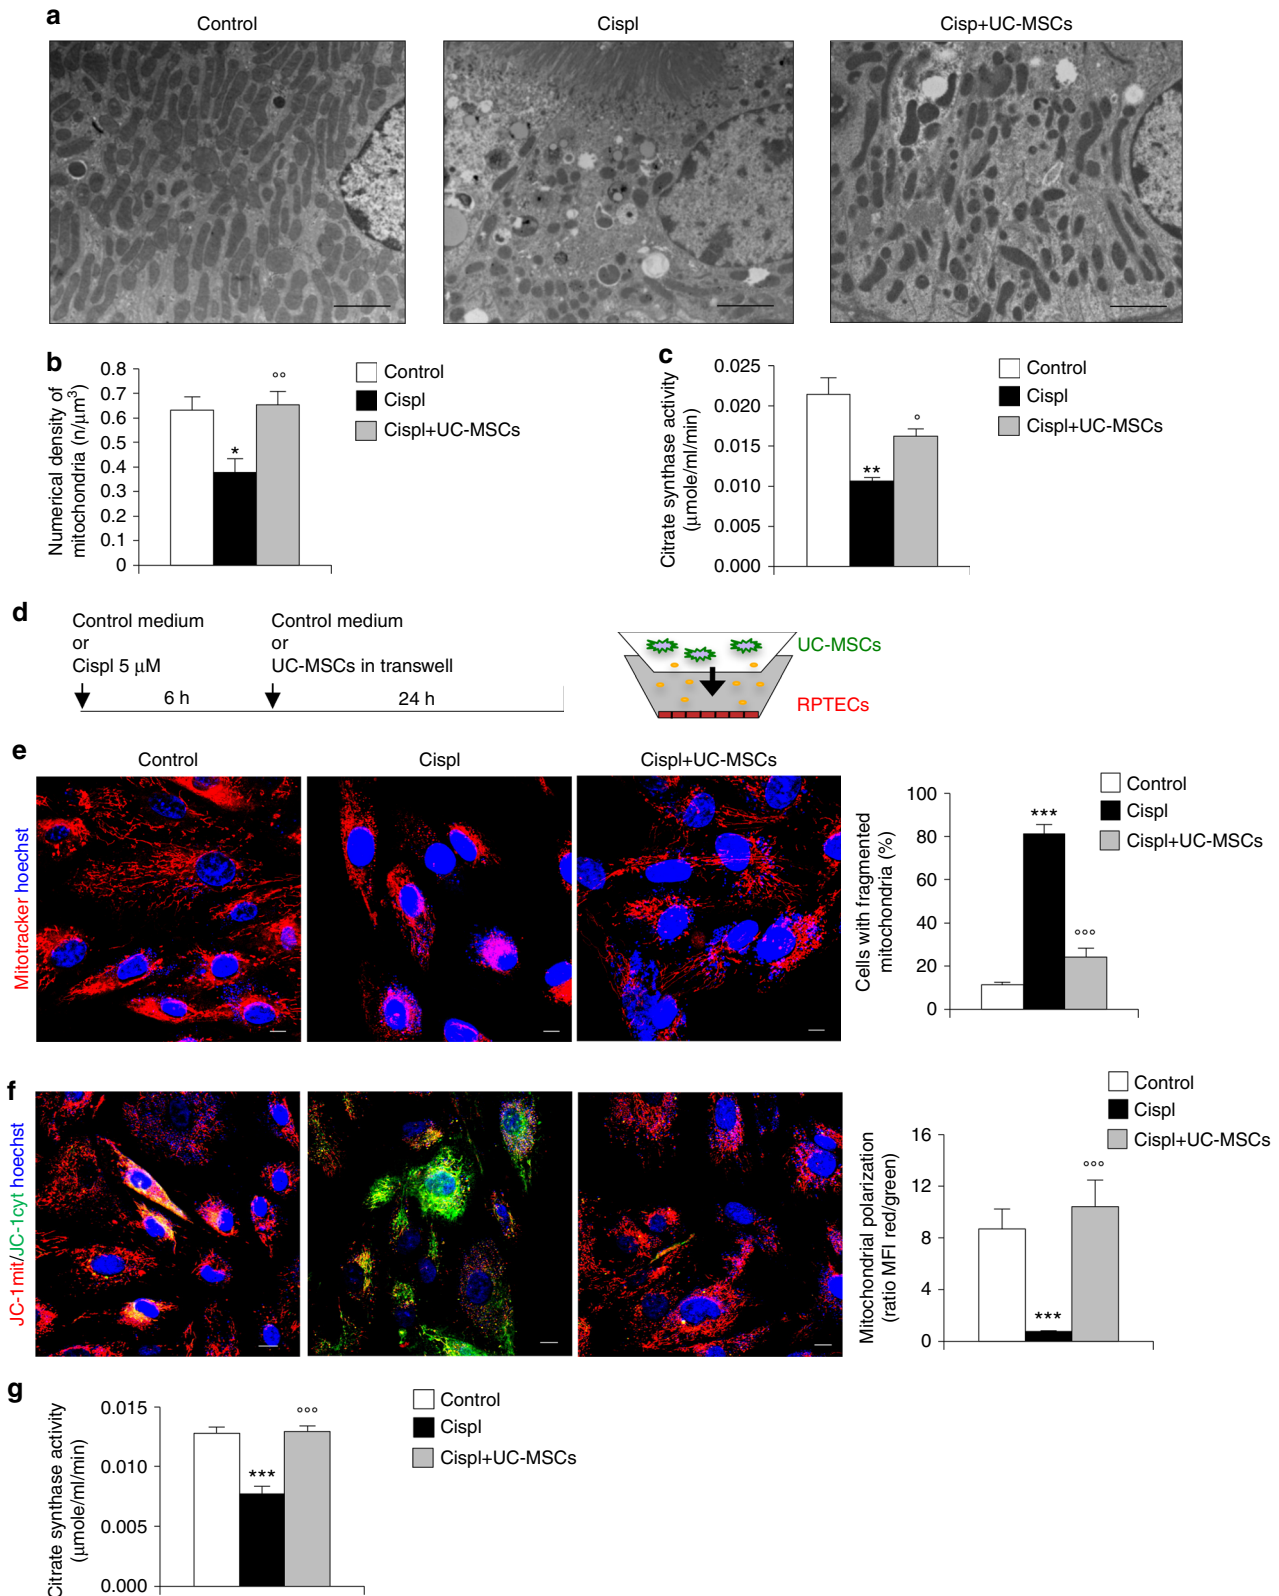 a
Control
Cispl
Cisp+UC-MSCs
b
Numerical density of
mitochondria (n/μm³)
0.8
0.7
0.6
0.5
0.4
0.3
0.2
0.1
0
*
°°
Control
Cispl
Cispl+UC-MSCs
c
Citrate synthase activity
(μmole/ml/min)
0.025
0.020
0.015
0.010
0.005
0.000
**
°
Control
Cispl
Cispl+UC-MSCs
d
Control medium
or
Cispl 5 μM
Control medium
or
UC-MSCs in transwell
6 h
24 h
UC-MSCs
RPTECs
e
Control
Cispl
Cispl+UC-MSCs
Mitotracker hoechst
Cells with fragmented
mitochondria (%)
100
80
60
40
20
0
***
°°°
Control
Cispl
Cispl+UC-MSCs
f
JC-1mit/JC-1cyt hoechst
Mitochondrial polarization
(ratio MFI red/green)
16
12
8
4
0
***
°°°
Control
Cispl
Cispl+UC-MSCs
g
Citrate synthase activity
(μmole/ml/min)
0.015
0.010
0.005
0.000
***
°°°
Control
Cispl
Cispl+UC-MSCs